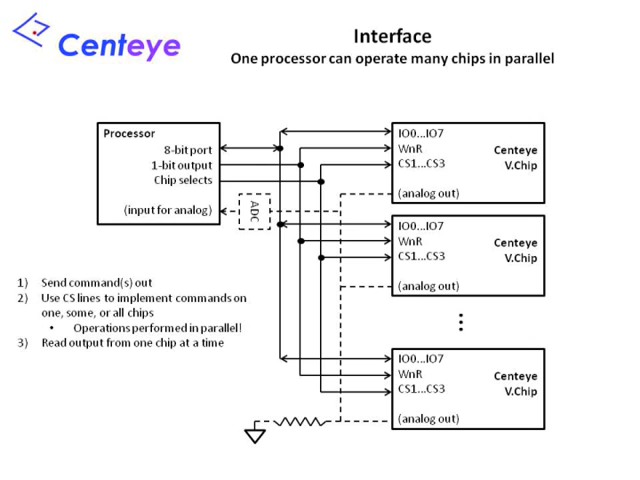 Centeye
Interface
One processor can operate many chips in parallel
Processor
8-bit port
1-bit output
Chip selects
(input for analog)
ADC
IO0...IO7
WnR
CS1...CS3
(analog out)
Centeye
V.Chip
IO0...IO7
WnR
CS1...CS3
(analog out)
Centeye
V.Chip
IO0...IO7
WnR
CS1...CS3
(analog out)
Centeye
V.Chip
1) Send command(s) out
2) Use CS lines to implement commands on
one, some, or all chips
• Operations performed in parallel!
3) Read output from one chip at a time